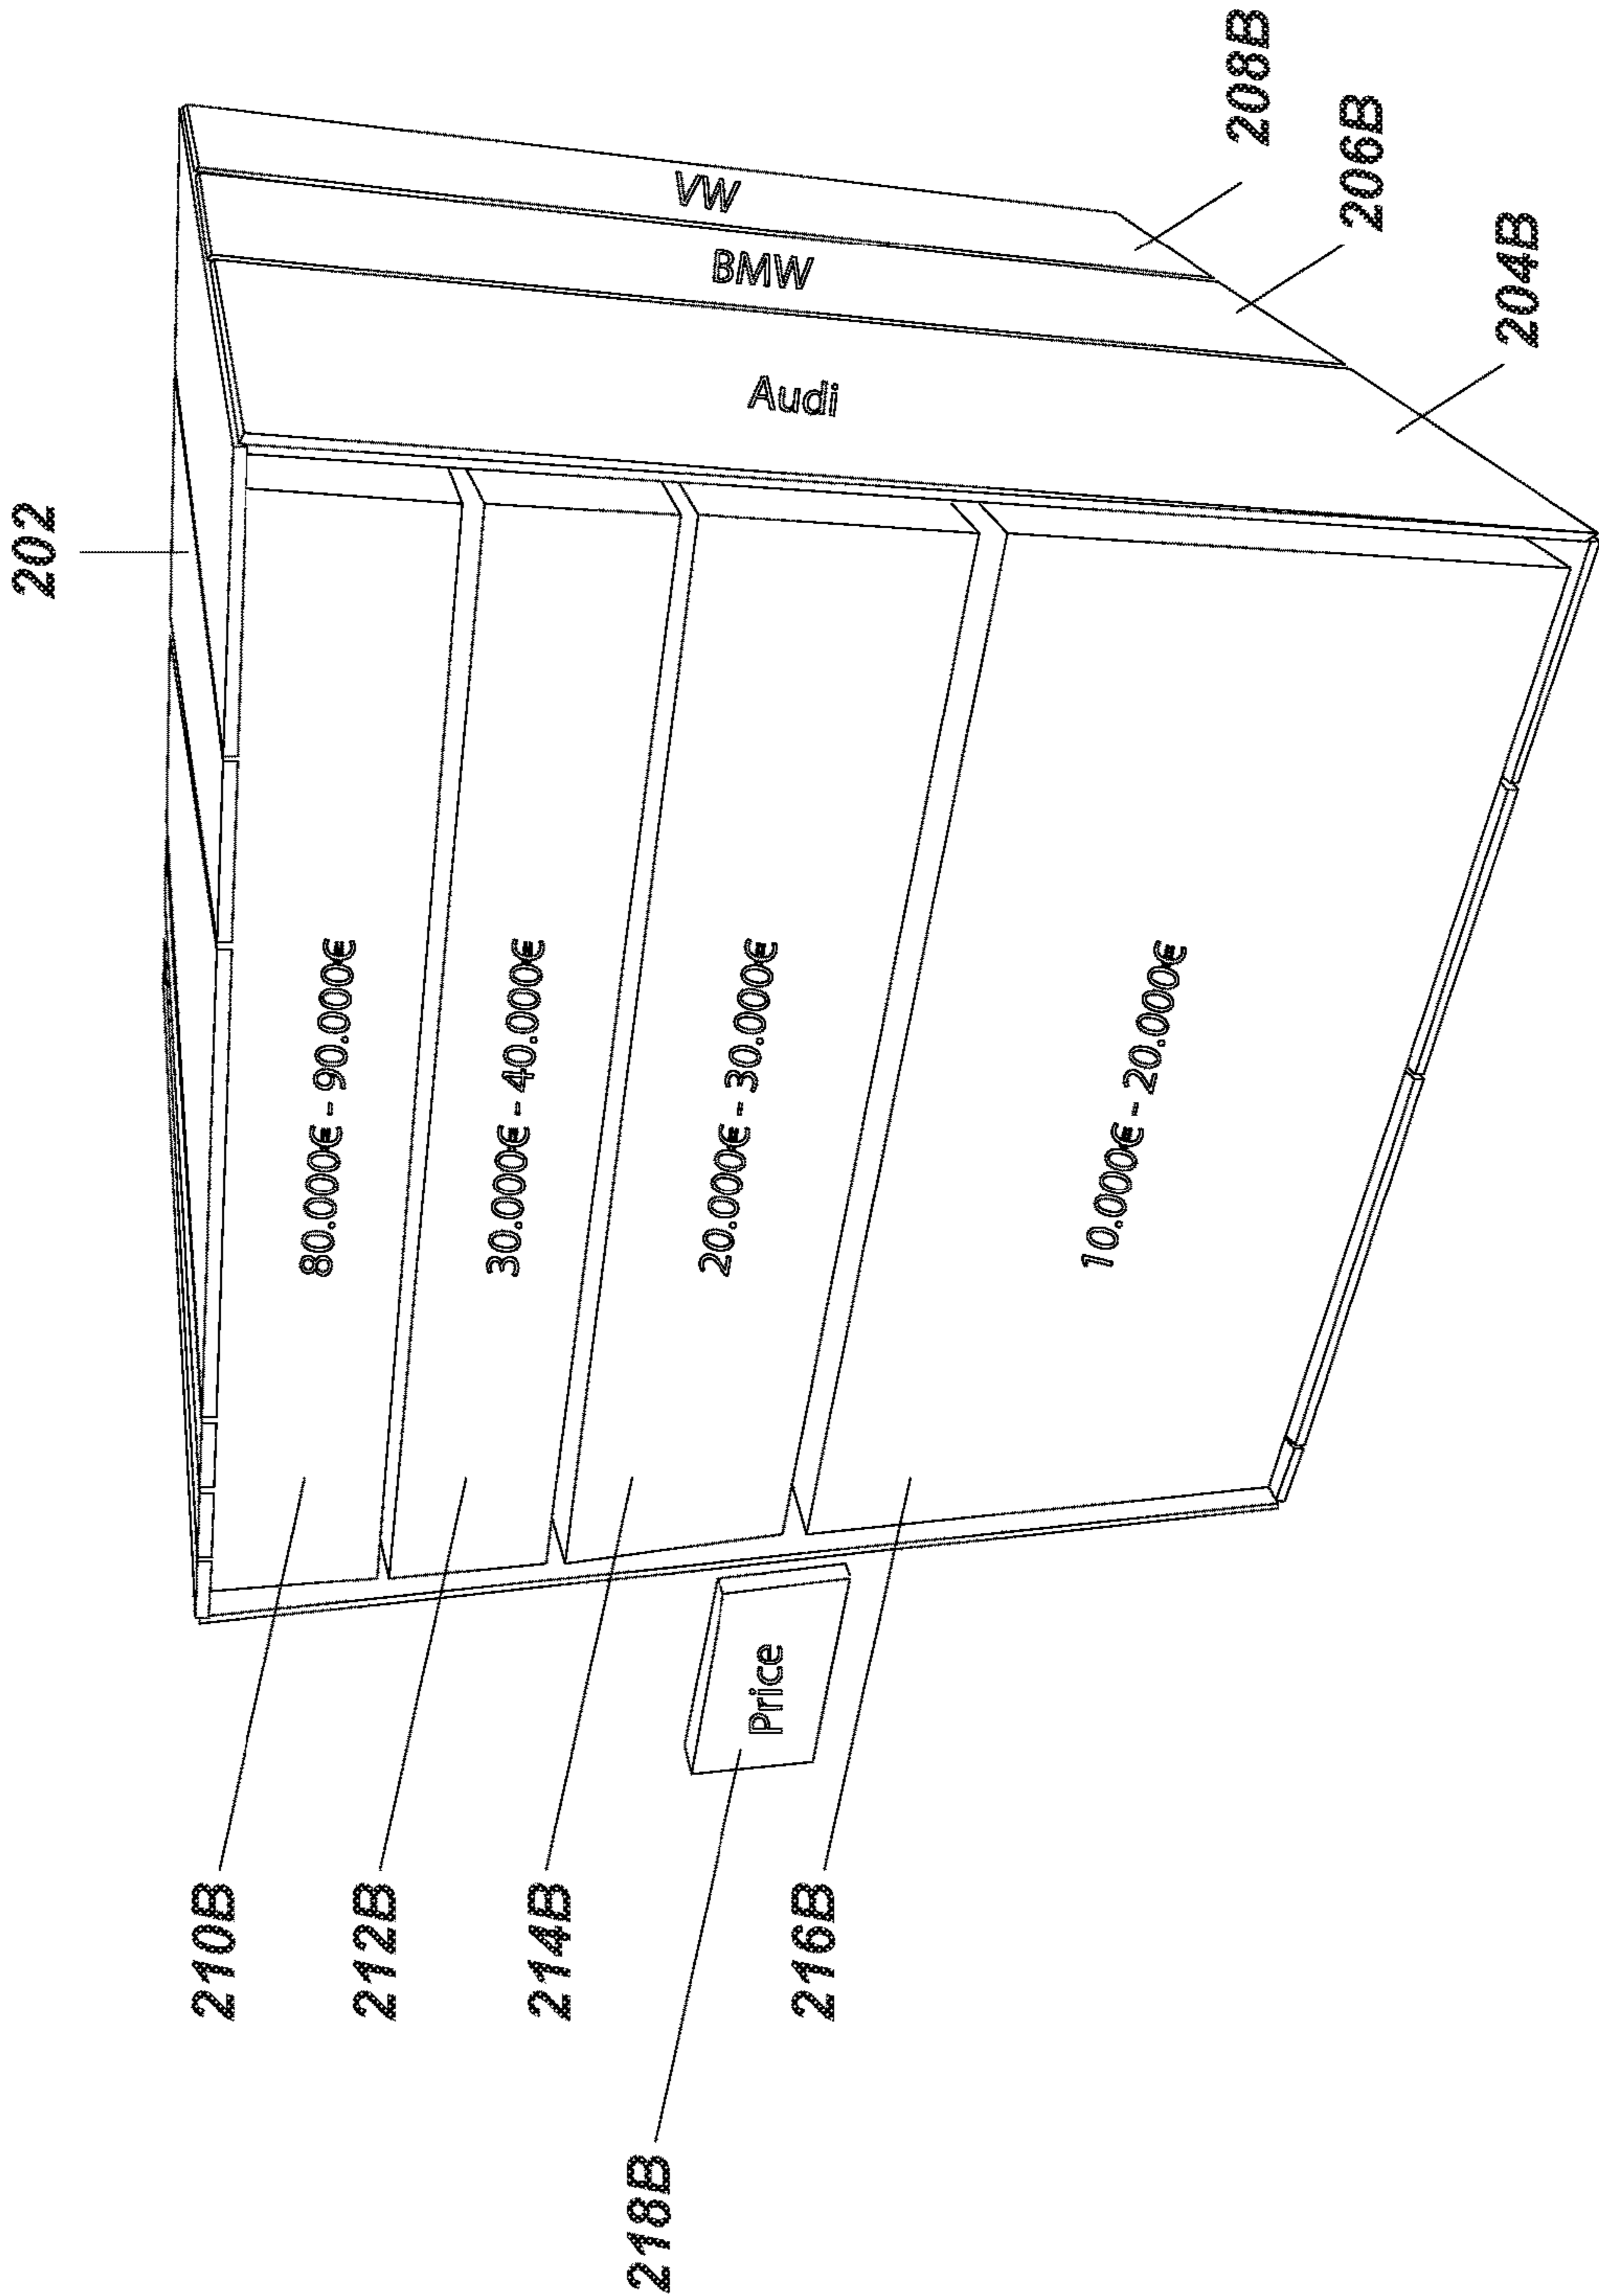 202
80.000€ - 90.000€
30.000€ - 40.000€
20.000€ - 30.000€
10.000€ - 20.000€
Audi
BMW
VW
Price
210B
212B
214B
216B
218B
204B
206B
208B